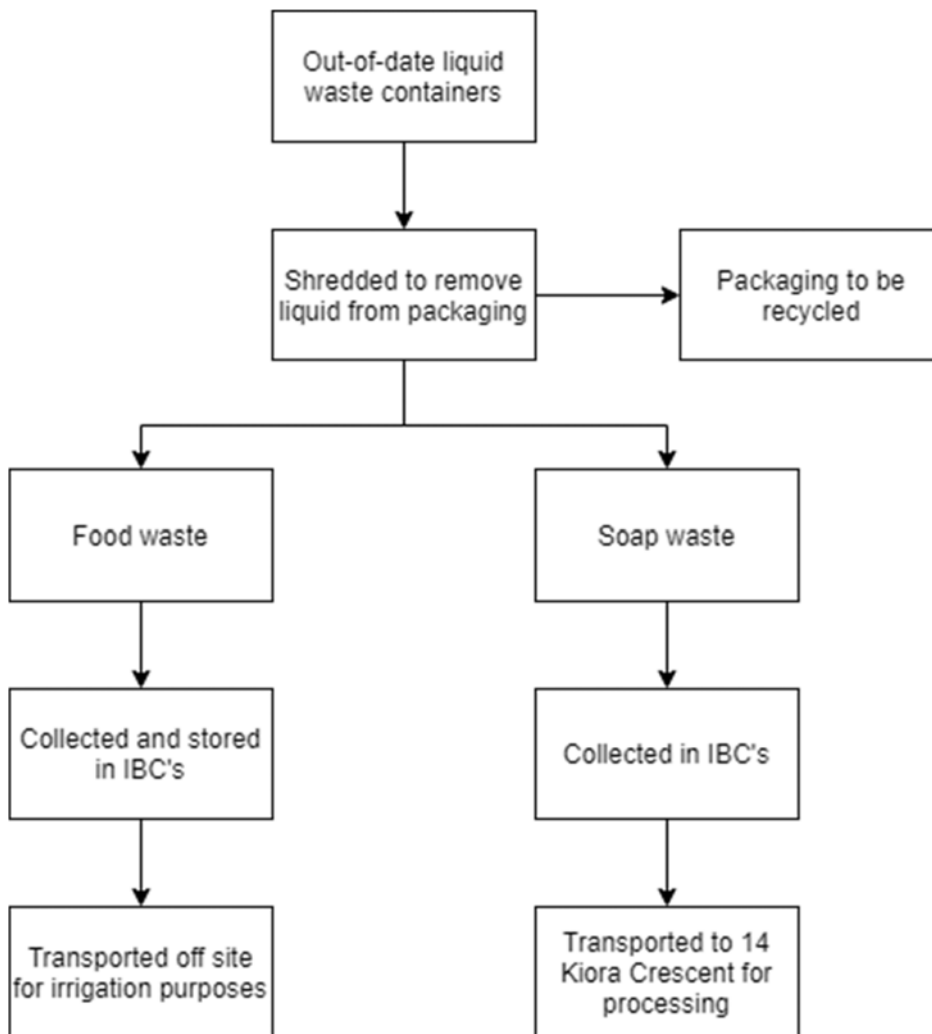 Out-of-date liquid
waste containers
Shredded to remove
liquid from packaging
Packaging to be
recycled
Food waste
Soap waste
Collected and stored
in IBC's
Collected in IBC's
Transported off site
for irrigation purposes
Transported to 14
Kiora Crescent for
processing